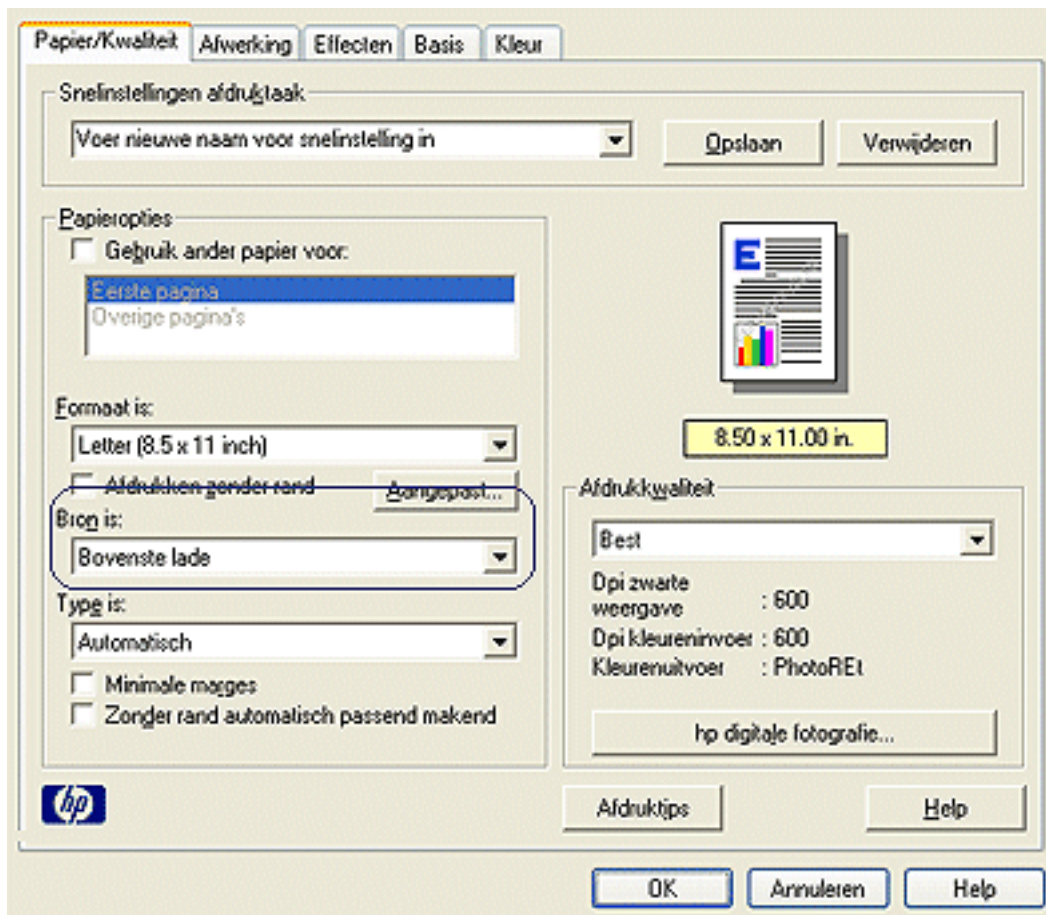 Papier/Kwaliteit Afwerking Effecten Basis Kleur
Snelinstellingen afdruktaak
Voer nieuwe naam voor snelinstelling in
Opslaan Verwijderen
Papieropties
Gebruik ander papier voor:
Eerste pagina
Overige pagina's
E
Formaat is:
Letter (8.5 x 11 inch)
8.50 x 11.00 in.
Afdrukken zonder rand Aangepast...
Bron is:
Bovenste lade
Type is:
Automatisch
Minimale marges
Zonder rand automatisch passend makend
Afdrukkwaliteit
Best
Dpi zwarte
weergave : 600
Dpi kleureninvoer : 600
Kleurenuitvoer : PhotoREt
hp digitale fotografie...
hp
Afdruktips Help
OK Annuleren Help